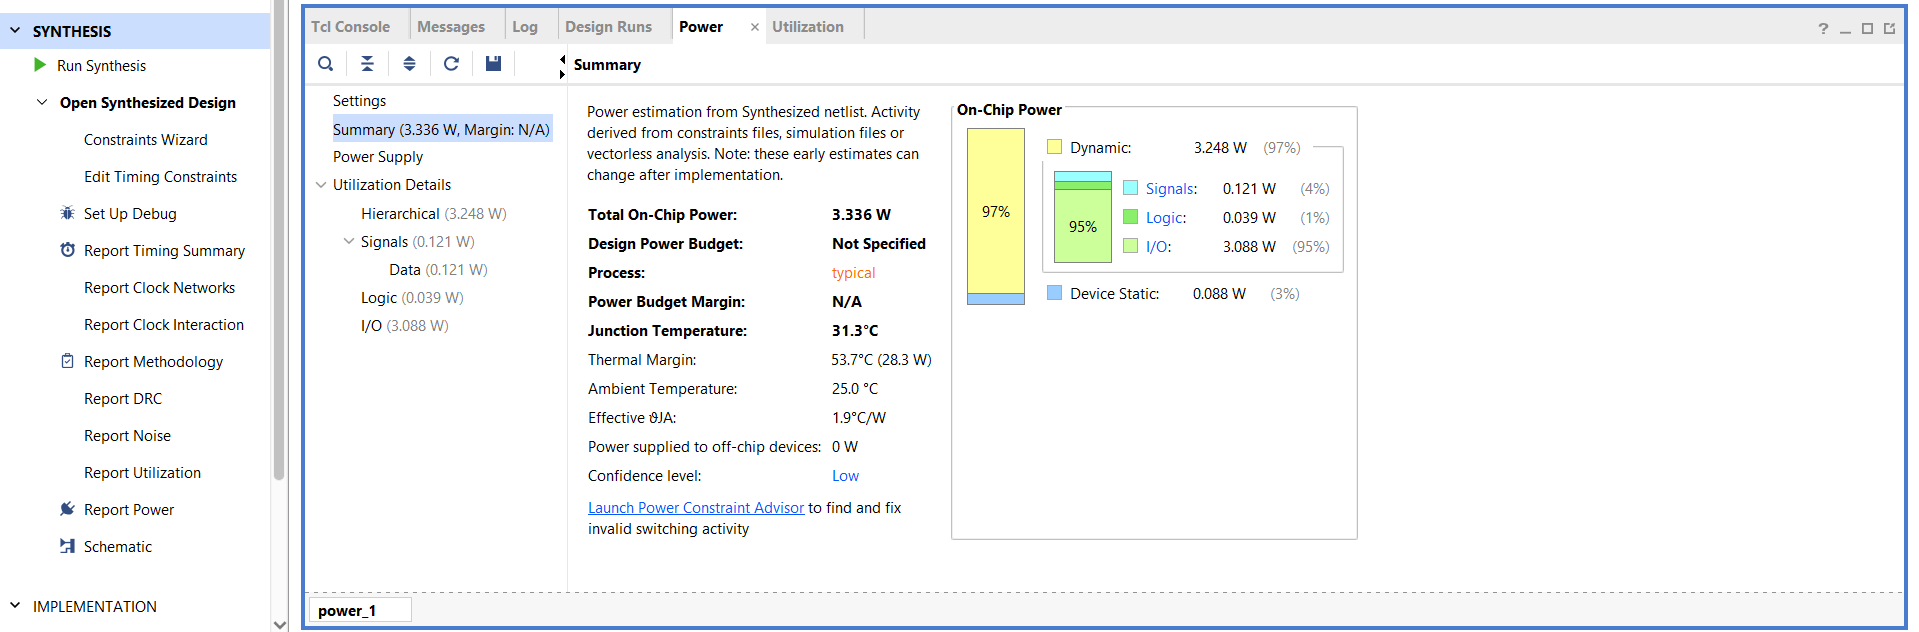 SYNTHESIS
Run Synthesis
Open Synthesized Design
Constraints Wizard
Edit Timing Constraints
Set Up Debug
Report Timing Summary
Report Clock Networks
Report Clock Interaction
Report Methodology
Report DRC
Report Noise
Report Utilization
Report Power
Schematic
IMPLEMENTATION
Tcl Console Messages Log Design Runs Power × Utilization
? _
Summary
Settings
Summary (3.336 W, Margin: N/A)
Power Supply
Utilization Details
Hierarchical (3.248 W)
Signals (0.121 W)
Data (0.121 W)
Logic (0.039 W)
I/O (3.088 W)
Power estimation from Synthesized netlist. Activity
derived from constraints files, simulation files or
vectorless analysis. Note: these early estimates can
change after implementation.
Total On-Chip Power: 3.336 W
Design Power Budget: Not Specified
Process: typical
Power Budget Margin: N/A
Junction Temperature: 31.3°C
Thermal Margin: 53.7°C (28.3 W)
Ambient Temperature: 25.0 °C
Effective ϑJA: 1.9°C/W
Power supplied to off-chip devices: 0 W
Confidence level: Low
Launch Power Constraint Advisor to find and fix
invalid switching activity
On-Chip Power
97%
Dynamic: 3.248 W (97%)
95%
Signals: 0.121 W (4%)
Logic: 0.039 W (1%)
I/O: 3.088 W (95%)
Device Static: 0.088 W (3%)
power_1